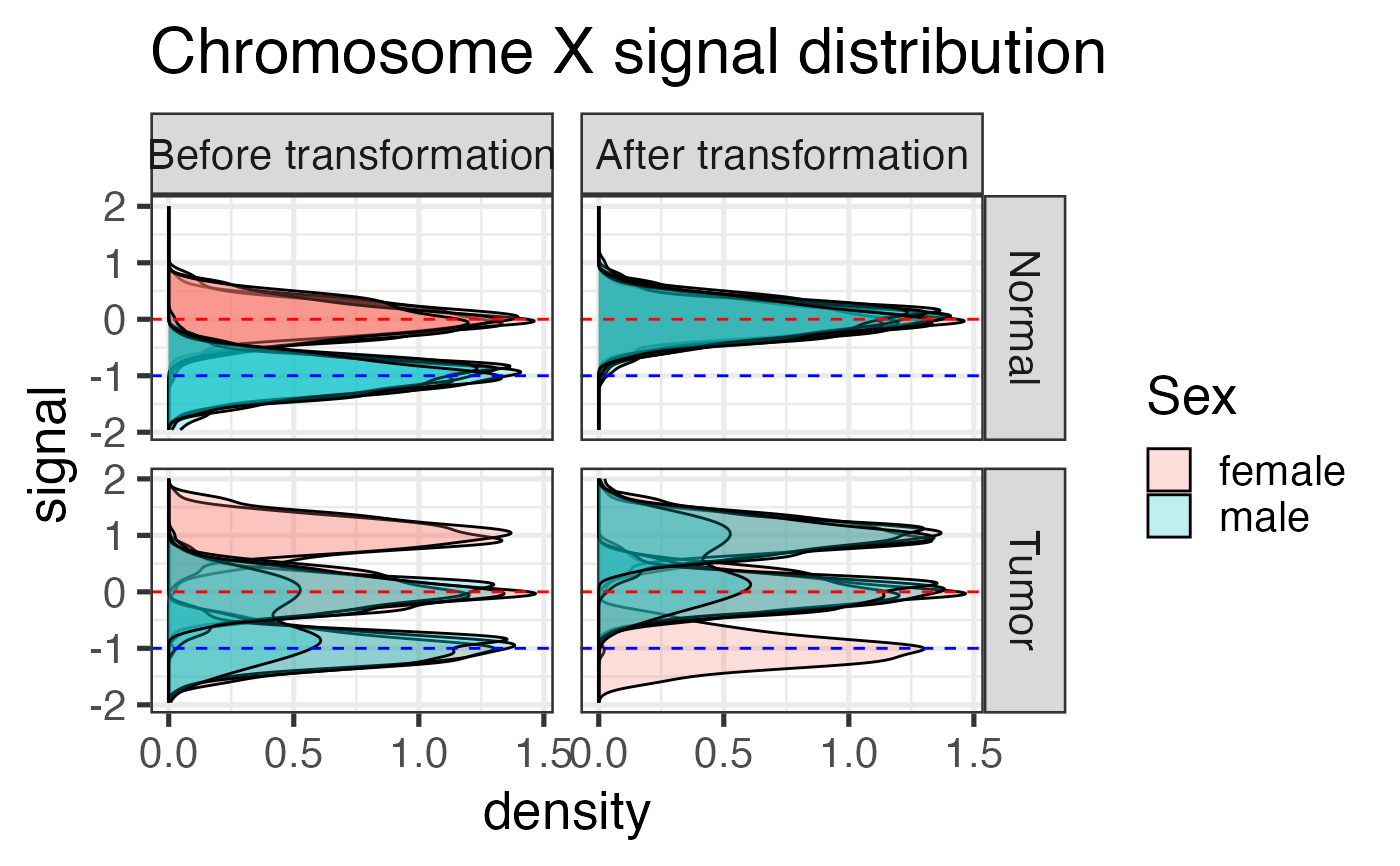 Chromosome X signal distribution
Before transformation
After transformation
2
1
0
-1
-2
Normal
2
1
0
-1
-2
Tumor
signal
0.0 0.5 1.0 1.5
0.0 0.5 1.0 1.5
density
Sex
female
male